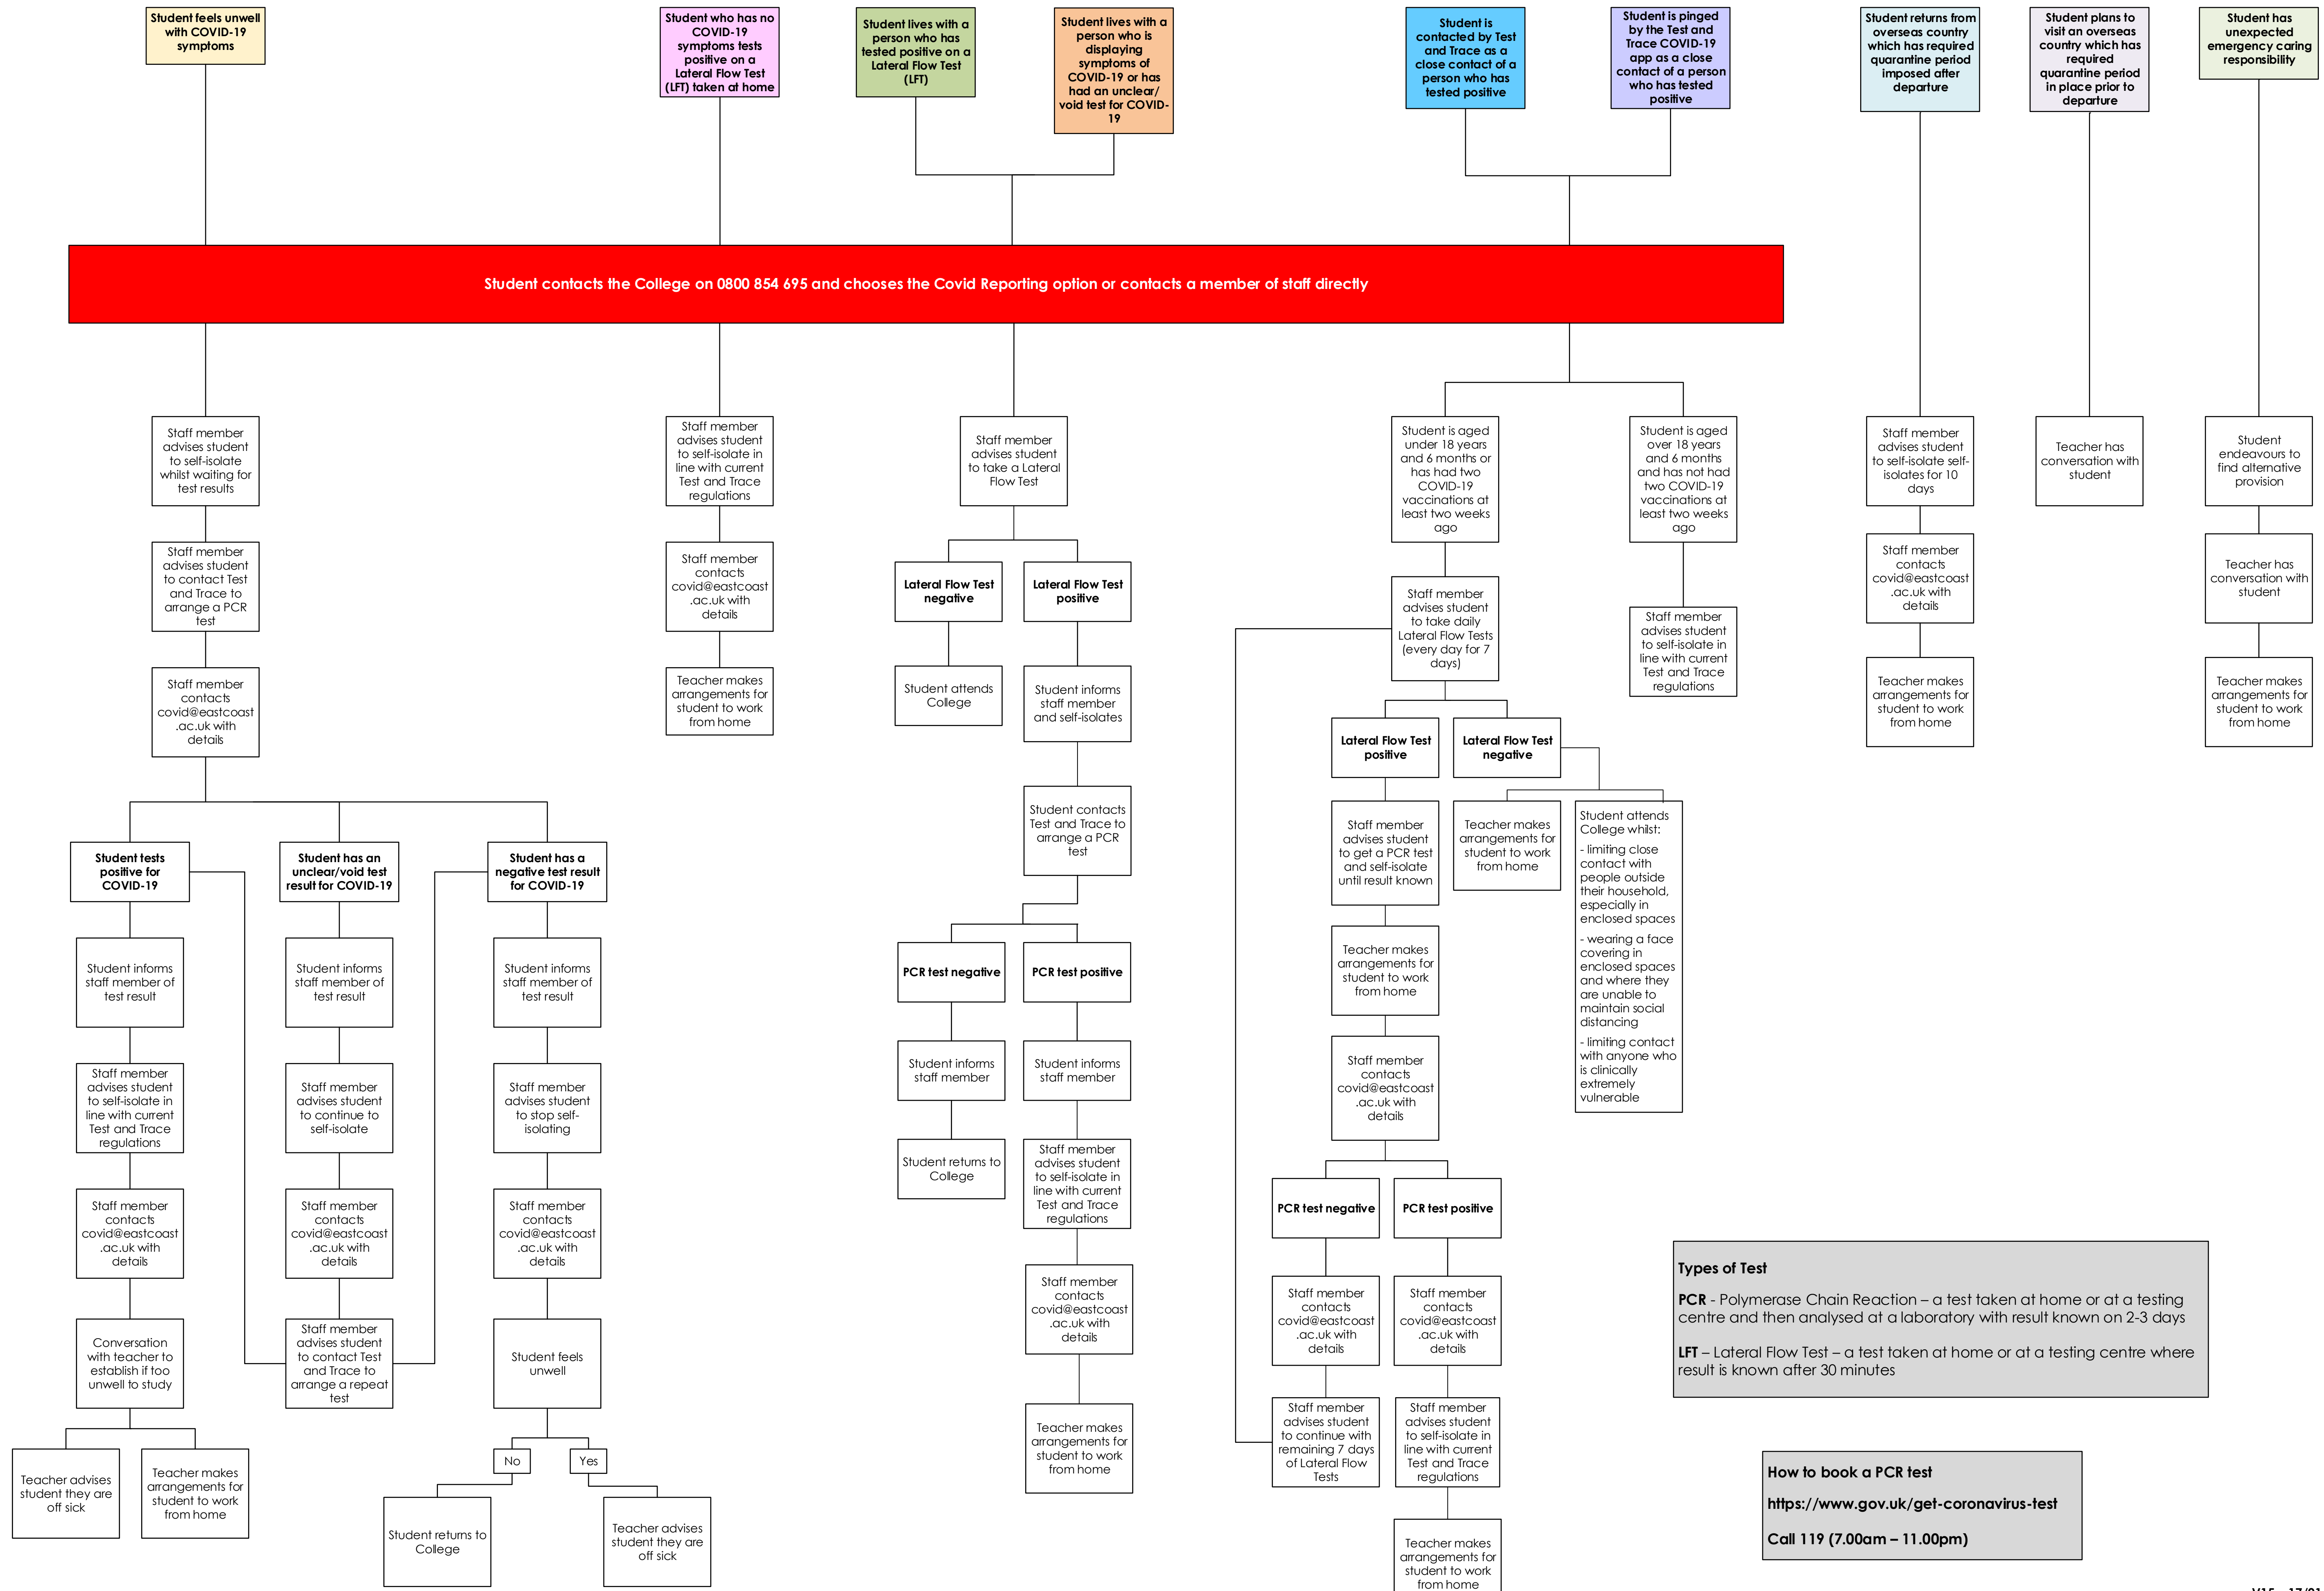 Student feels unwell
with COVID-19
symptoms
Student who has no
COVID-19
symptoms tests
positive on a
Lateral Flow Test
(LFT) taken at home
Student lives with a
person who has
tested positive on a
Lateral Flow Test
(LFT)
Student lives with a
person who is
displaying
symptoms of
COVID-19 or has
had an unclear/
void test for COVID-
19
Student is
contacted by Test
and Trace as a
close contact of a
person who has
tested positive
Student is pinged
by the Test and
Trace COVID-19
app as a close
contact of a person
who has tested
positive
Student returns from
overseas country
which has required
quarantine period
imposed after
departure
Student plans to
visit an overseas
country which has
required
quarantine period
in place prior to
departure
Student has
unexpected
emergency caring
responsibility
Student contacts the College on 0800 854 695 and chooses the Covid Reporting option or contacts a member of staff directly
Staff member
advises student
to self-isolate
whilst waiting for
test results
Staff member
advises student
to contact Test
and Trace to
arrange a PCR
test
Staff member
contacts
covid@eastcoast
.ac.uk with
details
Student tests
positive for
COVID-19
Student informs
staff member of
test result
Staff member
advises student
to self-isolate in
line with current
Test and Trace
regulations
Staff member
contacts
covid@eastcoast
.ac.uk with
details
Conversation
with teacher to
establish if too
unwell to study
Teacher advises
student they are
off sick
Teacher makes
arrangements for
student to work
from home
Student has an
unclear/void test
result for COVID-19
Student informs
staff member of
test result
Staff member
advises student
to continue to
self-isolate
Staff member
contacts
covid@eastcoast
.ac.uk with
details
Staff member
advises student
to contact Test
and Trace to
arrange a repeat
test
Student has a
negative test result
for COVID-19
Student informs
staff member of
test result
Staff member
advises student
to stop self-
isolating
Staff member
contacts
covid@eastcoast
.ac.uk with
details
Student feels
unwell
No
Yes
Student returns to
College
Teacher advises
student they are
off sick
Staff member
advises student
to self-isolate in
line with current
Test and Trace
regulations
Staff member
contacts
covid@eastcoast
.ac.uk with
details
Teacher makes
arrangements for
student to work
from home
Staff member
advises student
to take a Lateral
Flow Test
Lateral Flow Test
negative
Student attends
College
Lateral Flow Test
positive
Student informs
staff member
and self-isolates
Student contacts
Test and Trace to
arrange a PCR
test
PCR test negative
Student informs
staff member
Student returns to
College
PCR test positive
Student informs
staff member
Staff member
advises student
to self-isolate in
line with current
Test and Trace
regulations
Staff member
contacts
covid@eastcoast
.ac.uk with
details
Teacher makes
arrangements for
student to work
from home
Student is aged
under 18 years
and 6 months or
has had two
COVID-19
vaccinations at
least two weeks
ago
Staff member
advises student
to take daily
Lateral Flow Tests
(every day for 7
days)
Lateral Flow Test
positive
Staff member
advises student
to get a PCR test
and self-isolate
until result known
Teacher makes
arrangements for
student to work
from home
Staff member
contacts
covid@eastcoast
.ac.uk with
details
PCR test negative
Staff member
contacts
covid@eastcoast
.ac.uk with
details
Staff member
advises student
to continue with
remaining 7 days
of Lateral Flow
Tests
PCR test positive
Staff member
contacts
covid@eastcoast
.ac.uk with
details
Staff member
advises student
to self-isolate in
line with current
Test and Trace
regulations
Teacher makes
arrangements for
student to work
from home
Lateral Flow Test
negative
Teacher makes
arrangements for
student to work
from home
Student attends
College whilst:
- limiting close
contact with
people outside
their household,
especially in
enclosed spaces
- wearing a face
covering in
enclosed spaces
and where they
are unable to
maintain social
distancing
- limiting contact
with anyone who
is clinically
extremely
vulnerable
Student is aged
over 18 years
and 6 months
and has not had
two COVID-19
vaccinations at
least two weeks
ago
Staff member
advises student
to self-isolate in
line with current
Test and Trace
regulations
Staff member
advises student
to self-isolate self-
isolates for 10
days
Staff member
contacts
covid@eastcoast
.ac.uk with
details
Teacher makes
arrangements for
student to work
from home
Teacher has
conversation with
student
Student
endeavours to
find alternative
provision
Teacher has
conversation with
student
Teacher makes
arrangements for
student to work
from home
Types of Test
PCR - Polymerase Chain Reaction – a test taken at home or at a testing
centre and then analysed at a laboratory with result known on 2-3 days
LFT – Lateral Flow Test – a test taken at home or at a testing centre where
result is known after 30 minutes
How to book a PCR test
https://www.gov.uk/get-coronavirus-test
Call 119 (7.00am – 11.00pm)